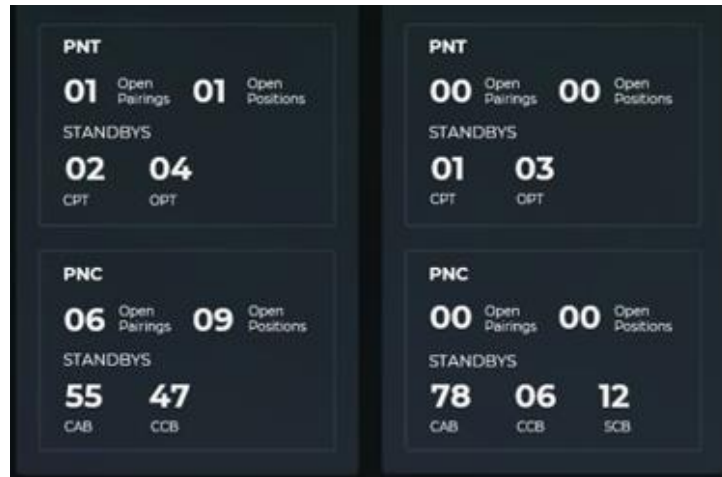 PNT
01 Open Pairings 01 Open Positions
STANDBYS
02 04
CPT OPT
PNC
06 Open Pairings 09 Open Positions
STANDBYS
55 47
CAB CCB
PNT
00 Open Pairings 00 Open Positions
STANDBYS
01 03
CPT OPT
PNC
00 Open Pairings 00 Open Positions
STANDBYS
78 06 12
CAB CCB SCB